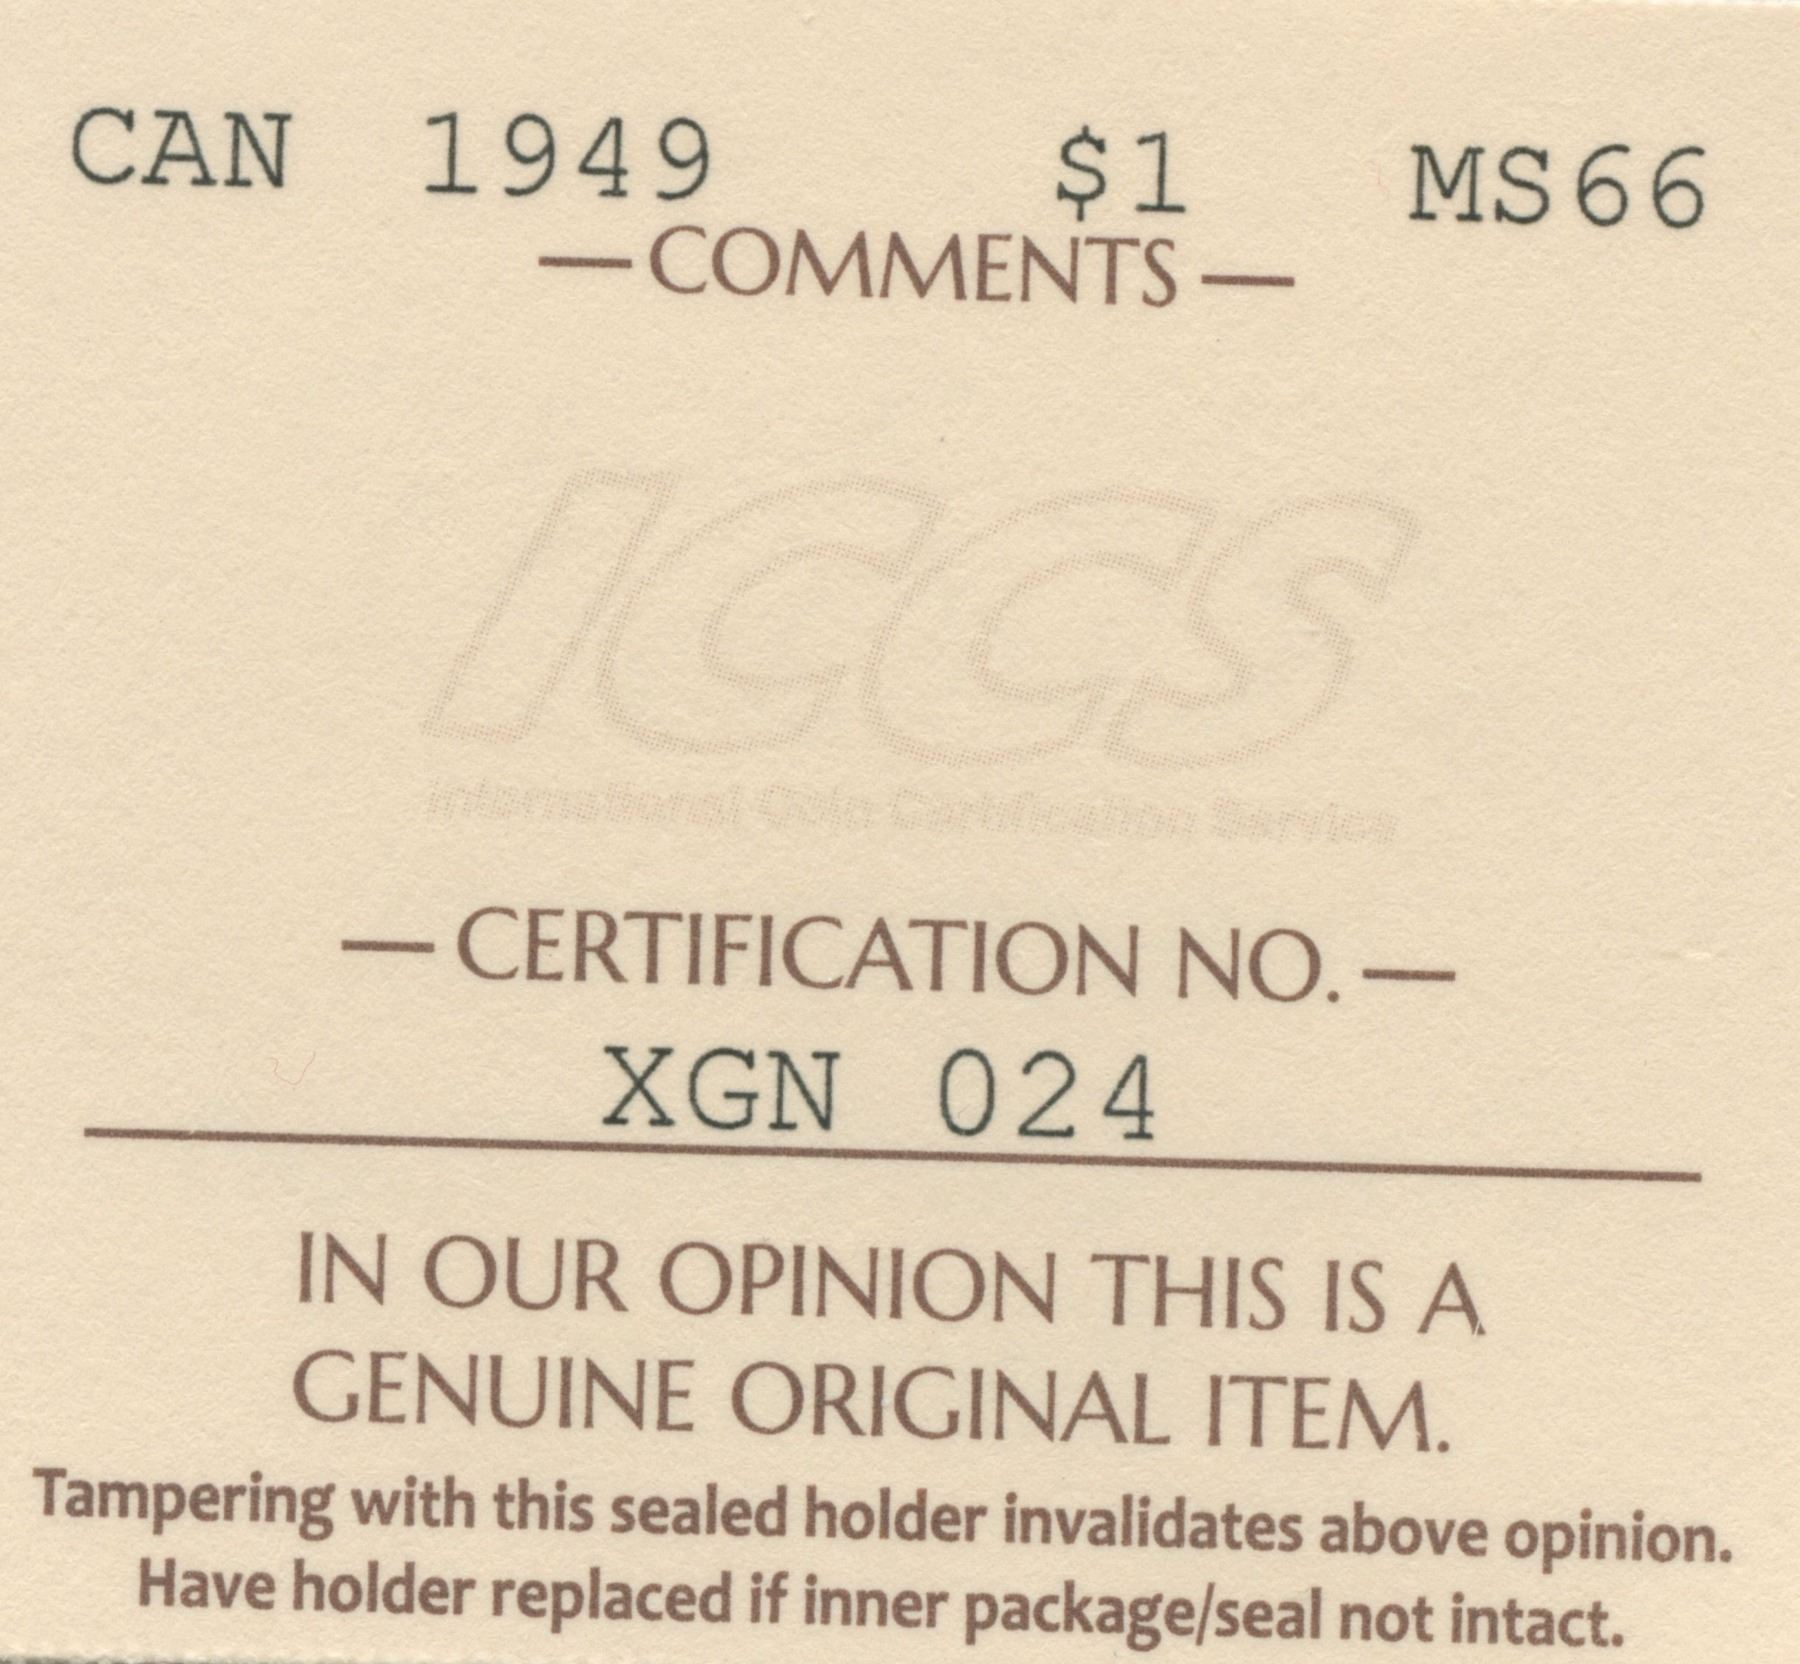 CAN 1949 $1 MS66
— COMMENTS —
ICCS
International Coin Certification Service
— CERTIFICATION NO. —
XGN 024
IN OUR OPINION THIS IS A
GENUINE ORIGINAL ITEM.
Tampering with this sealed holder invalidates above opinion.
Have holder replaced if inner package/seal not intact.